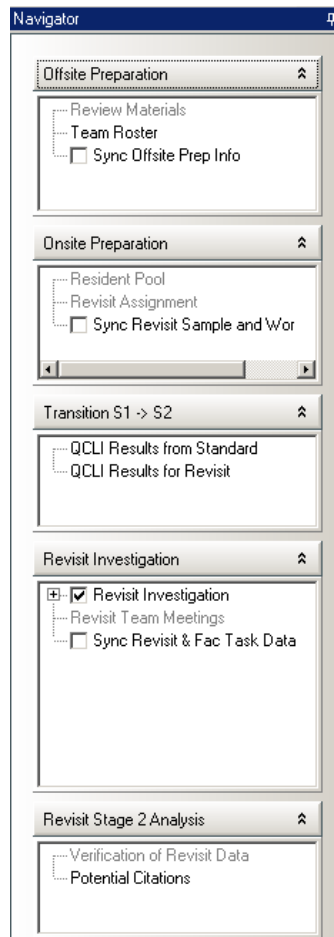 Navigator
Offsite Preparation
Review Materials
Team Roster
Sync Offsite Prep Info
Onsite Preparation
Resident Pool
Revisit Assignment
Sync Revisit Sample and Wor
Transition S1 -> S2
QCLI Results from Standard
QCLI Results for Revisit
Revisit Investigation
Revisit Investigation
Revisit Team Meetings
Sync Revisit & Fac Task Data
Revisit Stage 2 Analysis
Verification of Revisit Data
Potential Citations